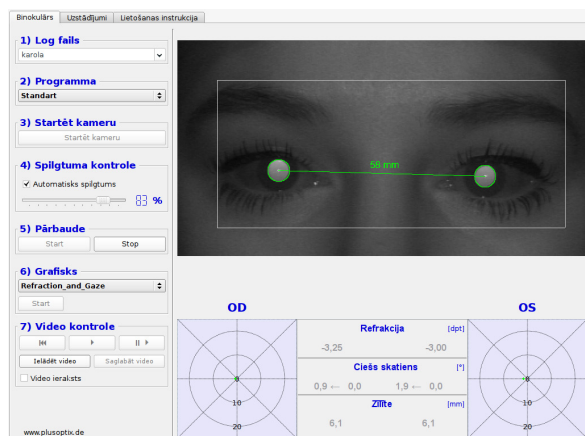 Binokulārs Uzstādījumi Lietošanas instrukcija
1) Log fails
karola
2) Programma
Standart
3) Startēt kameru
Startēt kameru
4) Spilgtuma kontrole
Automatisks spilgtums
83 %
5) Pārbaude
Start Stop
6) Grafisks
Refraction_and_Gaze
Start
7) Video kontrole
Ielādēt video Saglabāt video
Video ieraksts
www.plusoptix.de
58 mm
OD OS
Refrakcija [dpt]
-3,25 -3,00
Ciešs skatiens [°]
0,9 ← 0,0 1,9 ← 0,0
Zīlīte [mm]
6,1 6,1
0
10
20
0
10
20